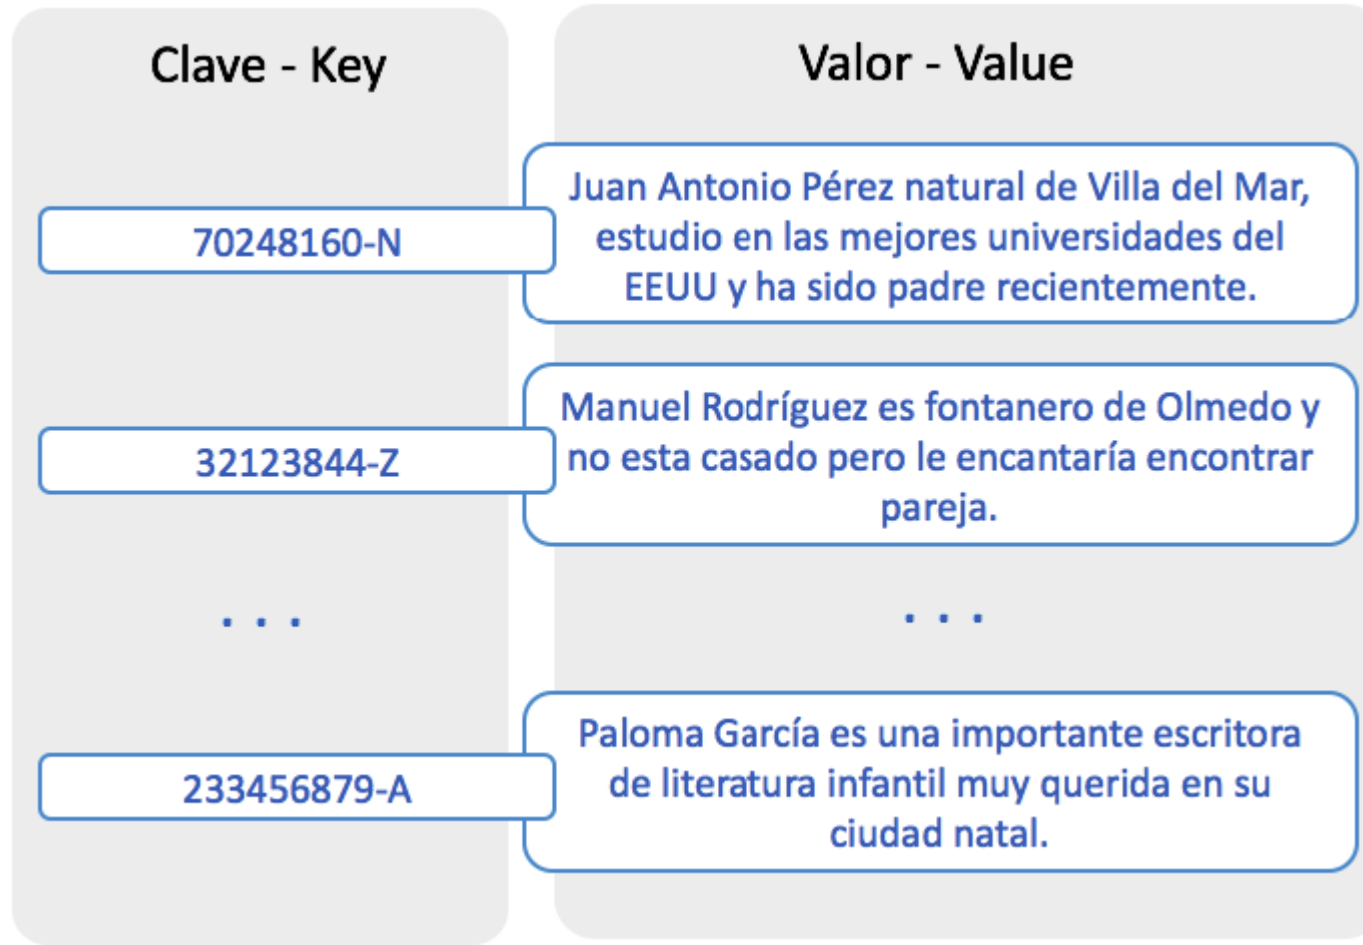 Clave - Key
Valor - Value
70248160-N
Juan Antonio Pérez natural de Villa del Mar,
estudio en las mejores universidades del
EEUU y ha sido padre recientemente.
32123844-Z
Manuel Rodríguez es fontanero de Olmedo y
no esta casado pero le encantaría encontrar
pareja.
. . .
. . .
233456879-A
Paloma García es una importante escritora
de literatura infantil muy querida en su
ciudad natal.